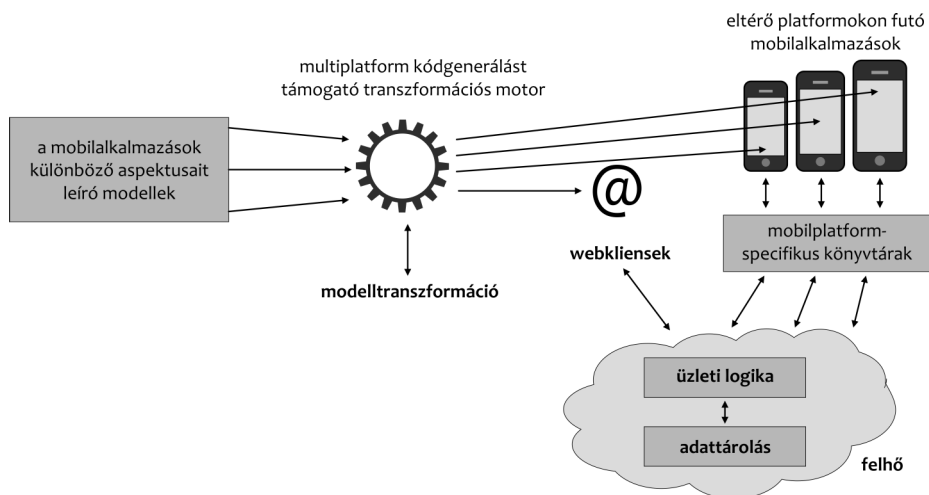 eltérő platformokon futó
mobilalkalmazások
multiplatform kódgenerálást
támogató transzformációs motor
a mobilalkalmazások
különböző aspektusait
leíró modellek
@
webkliensek
mobilplatform-
specifikus könyvtárak
modelltranszformáció
üzleti logika
adattárolás
felhő